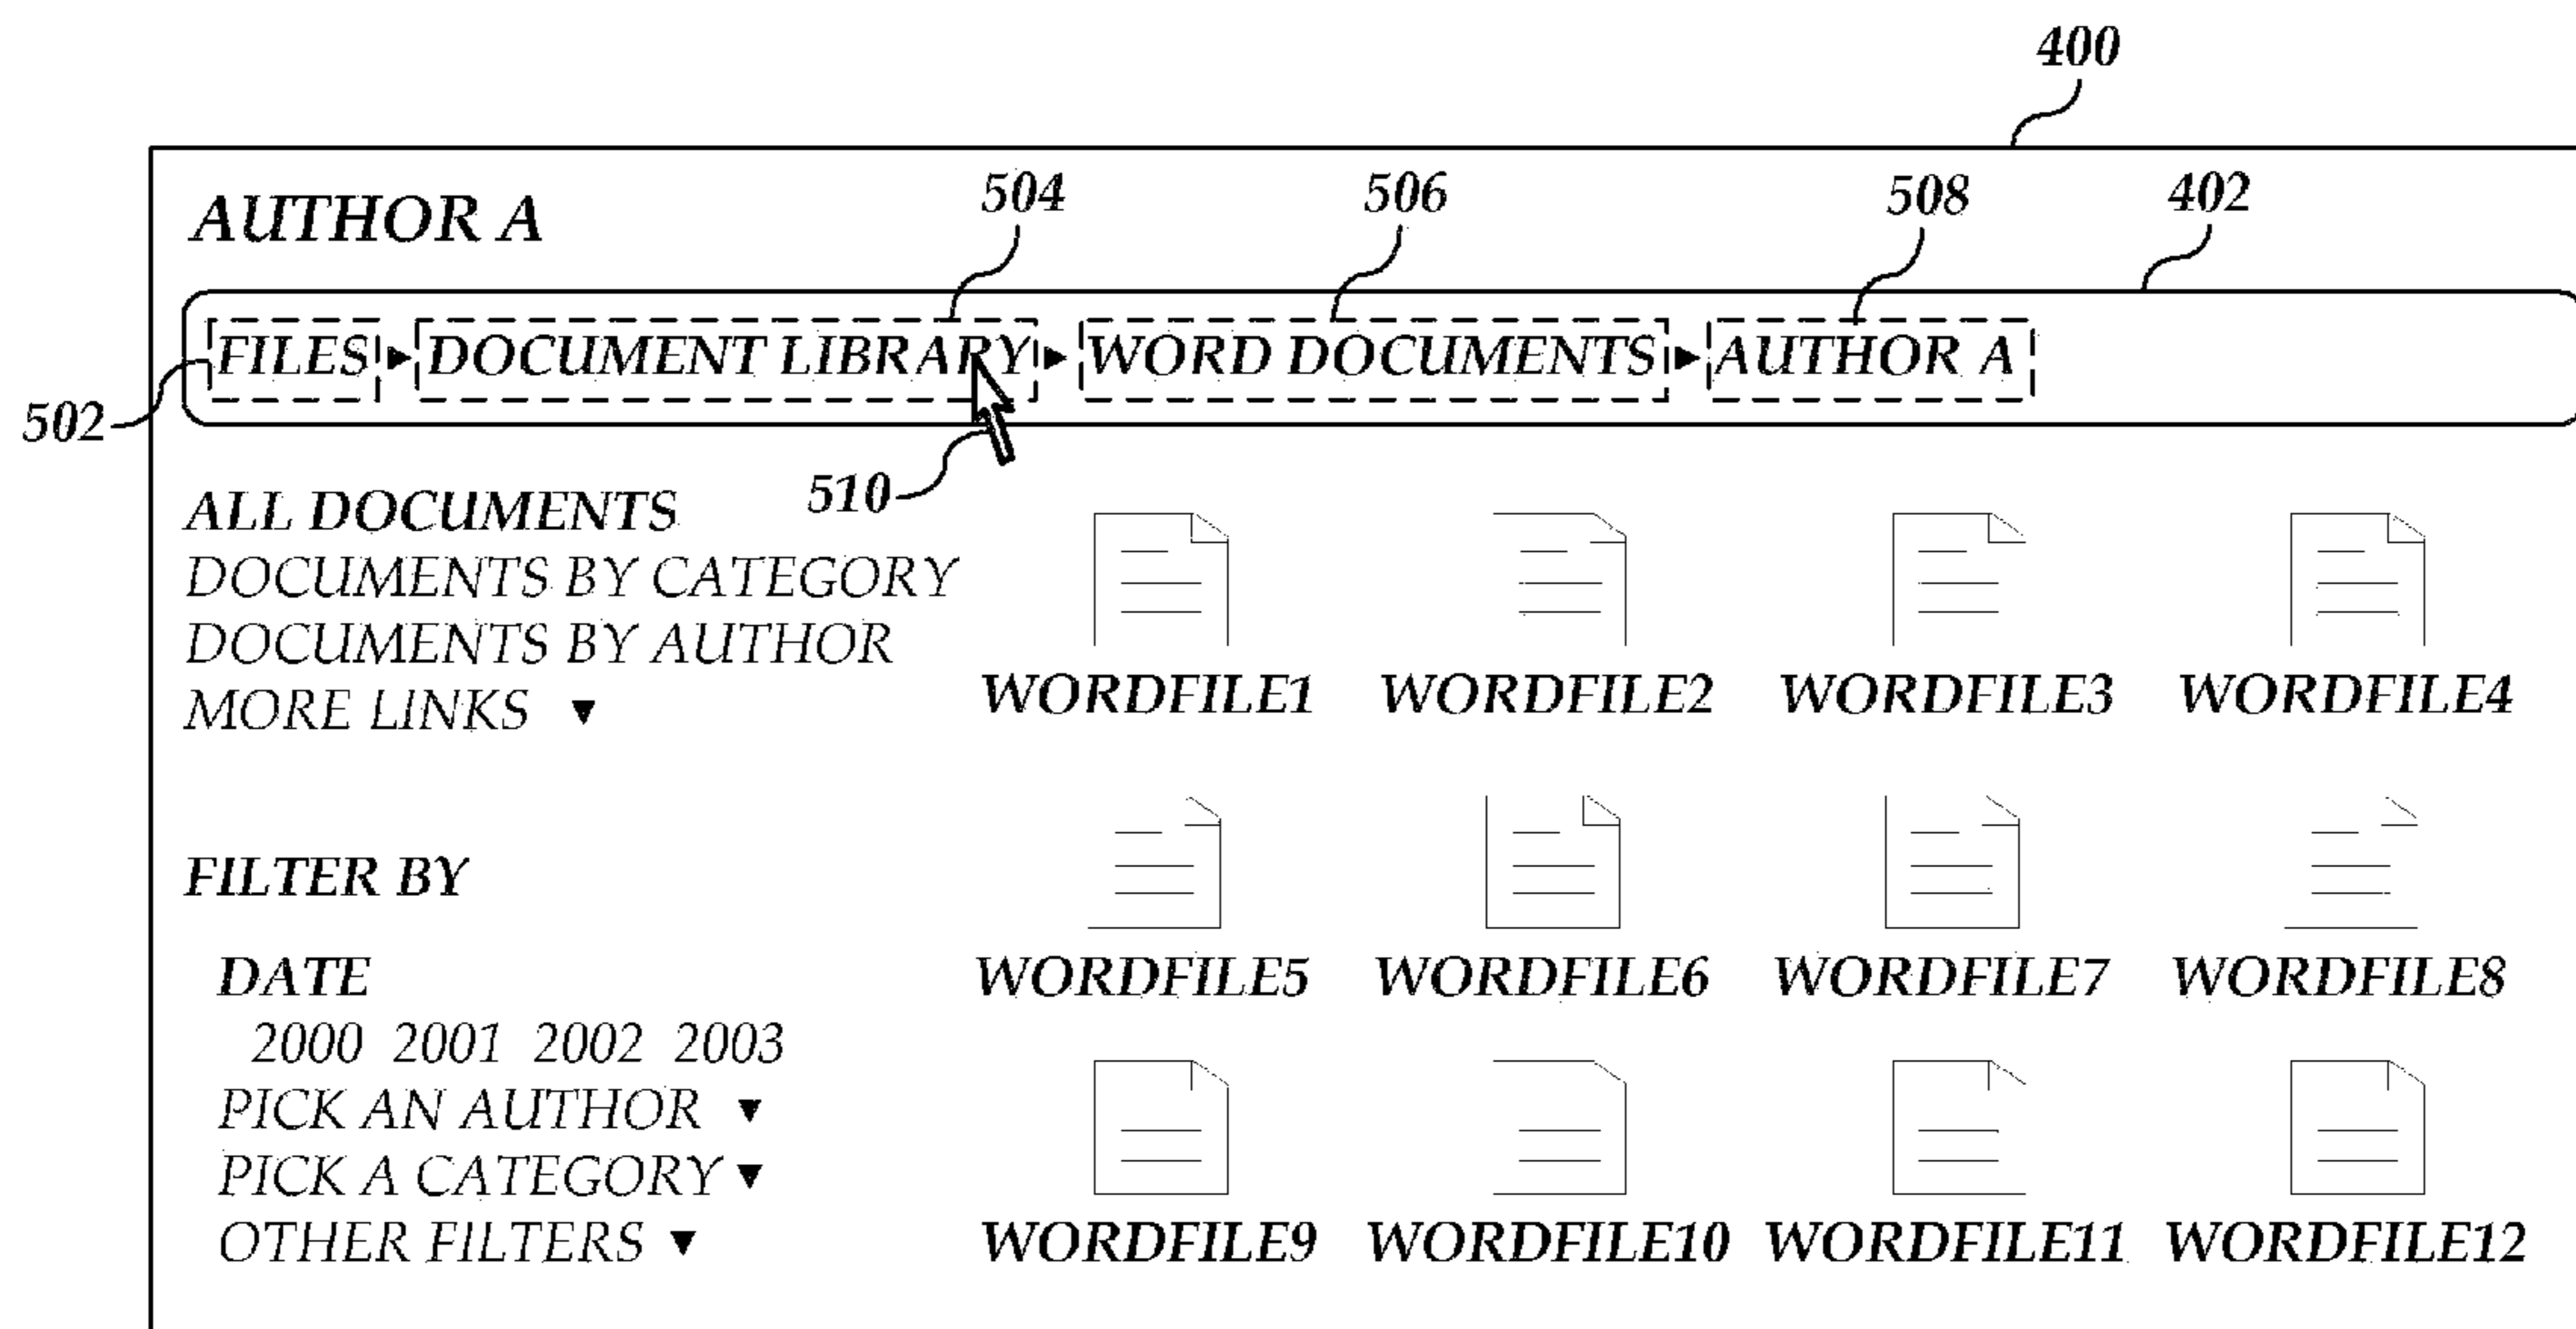 400
AUTHOR A
504 506 508 402
FILES ▶ DOCUMENT LIBRARY ▶ WORD DOCUMENTS ▶ AUTHOR A
502
510
ALL DOCUMENTS
DOCUMENTS BY CATEGORY
DOCUMENTS BY AUTHOR
MORE LINKS ▼
WORDFILE1 WORDFILE2 WORDFILE3 WORDFILE4
FILTER BY
DATE
WORDFILE5 WORDFILE6 WORDFILE7 WORDFILE8
2000 2001 2002 2003
PICK AN AUTHOR ▼
PICK A CATEGORY ▼
OTHER FILTERS ▼
WORDFILE9 WORDFILE10 WORDFILE11 WORDFILE12